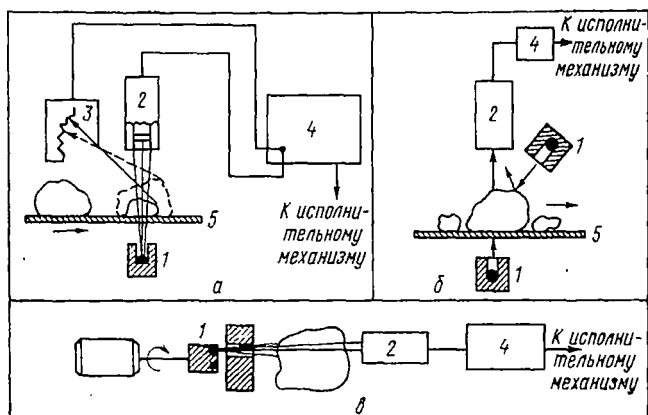 3
2
4
1
5
К исполни-
тельному
механизму
а
К исполни-
тельному
механизму
4
2
1
5
1
б
1
2
4
К исполни-
тельному
механизму
в